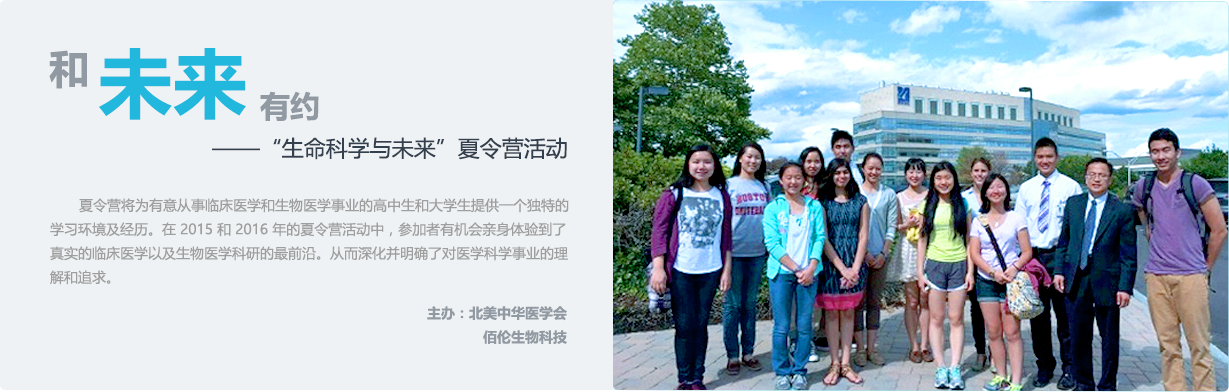 和 未来 有约
——“生命科学与未来”夏令营活动
夏令营将为有意从事临床医学和生物医学事业的高中生和大学生提供一个独特的
学习环境及经历。在 2015 和 2016 年的夏令营活动中，参加者有机会亲身体验到了
真实的临床医学以及生物医学科研的最前沿。从而深化并明确了对医学科学事业的理
解和追求。
主办：北美中华医学会
佰伦生物科技
BOSTON